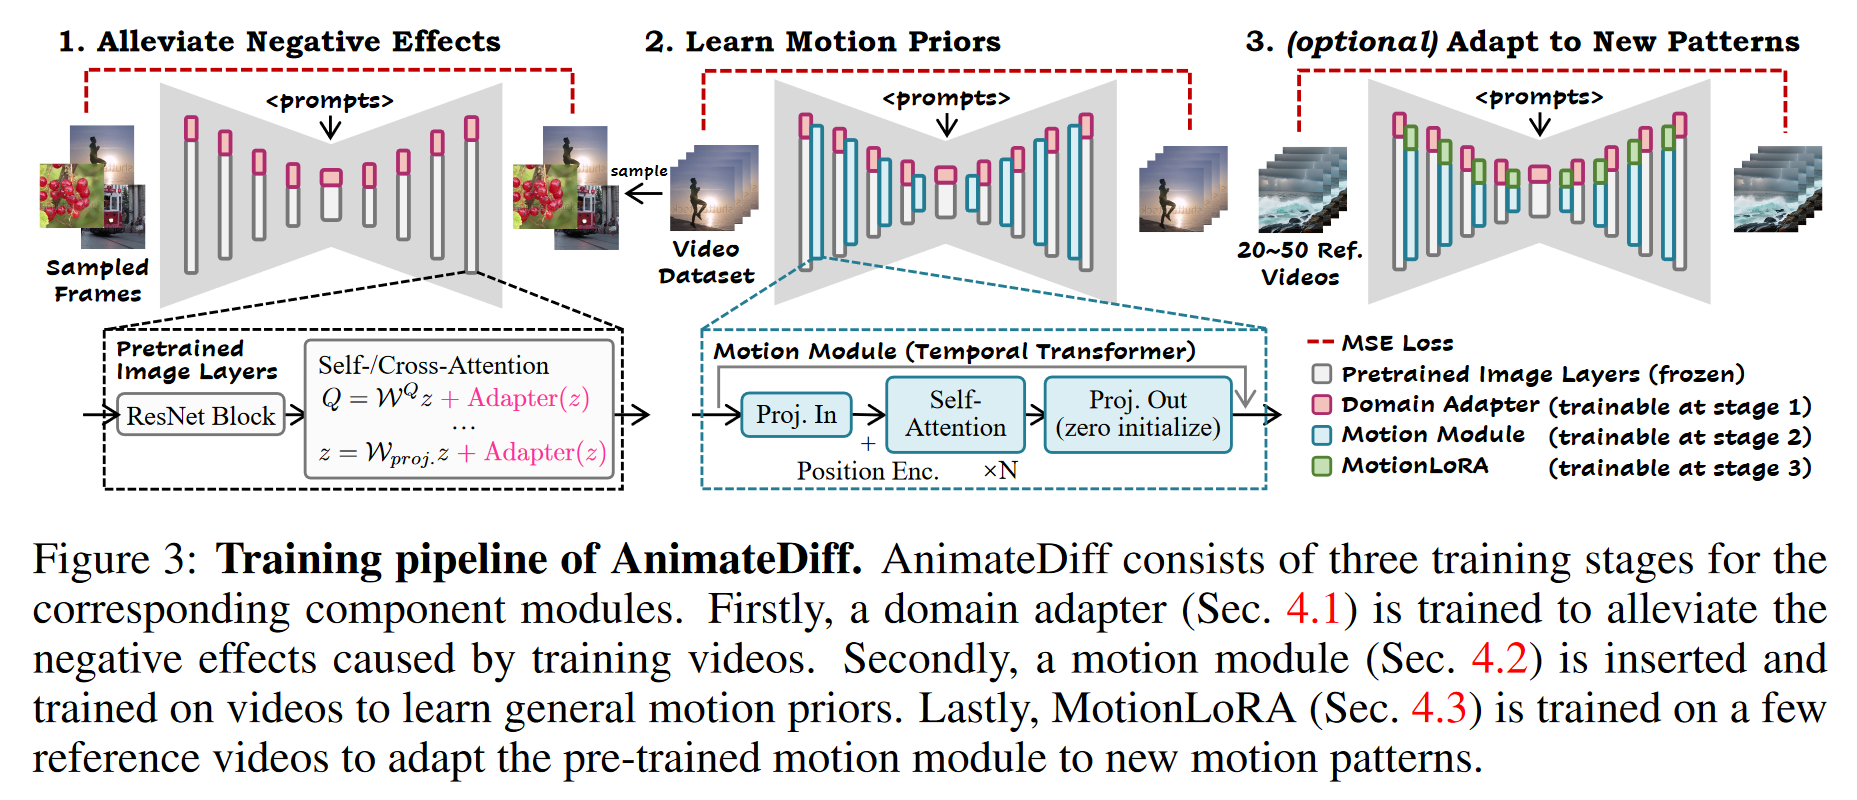 1. Alleviate Negative Effects
<prompts>
Sampled
Frames
Pretrained
Image Layers
ResNet Block
Self-/Cross-Attention
Q = W^Q z + Adapter(z)
...
z = W_proj. z + Adapter(z)
2. Learn Motion Priors
<prompts>
sample
Video
Dataset
Motion Module (Temporal Transformer)
Proj. In
+
Position Enc.
Self-
Attention
×N
Proj. Out
(zero initialize)
3. (optional) Adapt to New Patterns
<prompts>
20~50 Ref.
Videos
MSE Loss
Pretrained Image Layers (frozen)
Domain Adapter (trainable at stage 1)
Motion Module (trainable at stage 2)
MotionLoRA (trainable at stage 3)
Figure 3: Training pipeline of AnimateDiff. AnimateDiff consists of three training stages for the
corresponding component modules. Firstly, a domain adapter (Sec. 4.1) is trained to alleviate the
negative effects caused by training videos. Secondly, a motion module (Sec. 4.2) is inserted and
trained on videos to learn general motion priors. Lastly, MotionLoRA (Sec. 4.3) is trained on a few
reference videos to adapt the pre-trained motion module to new motion patterns.